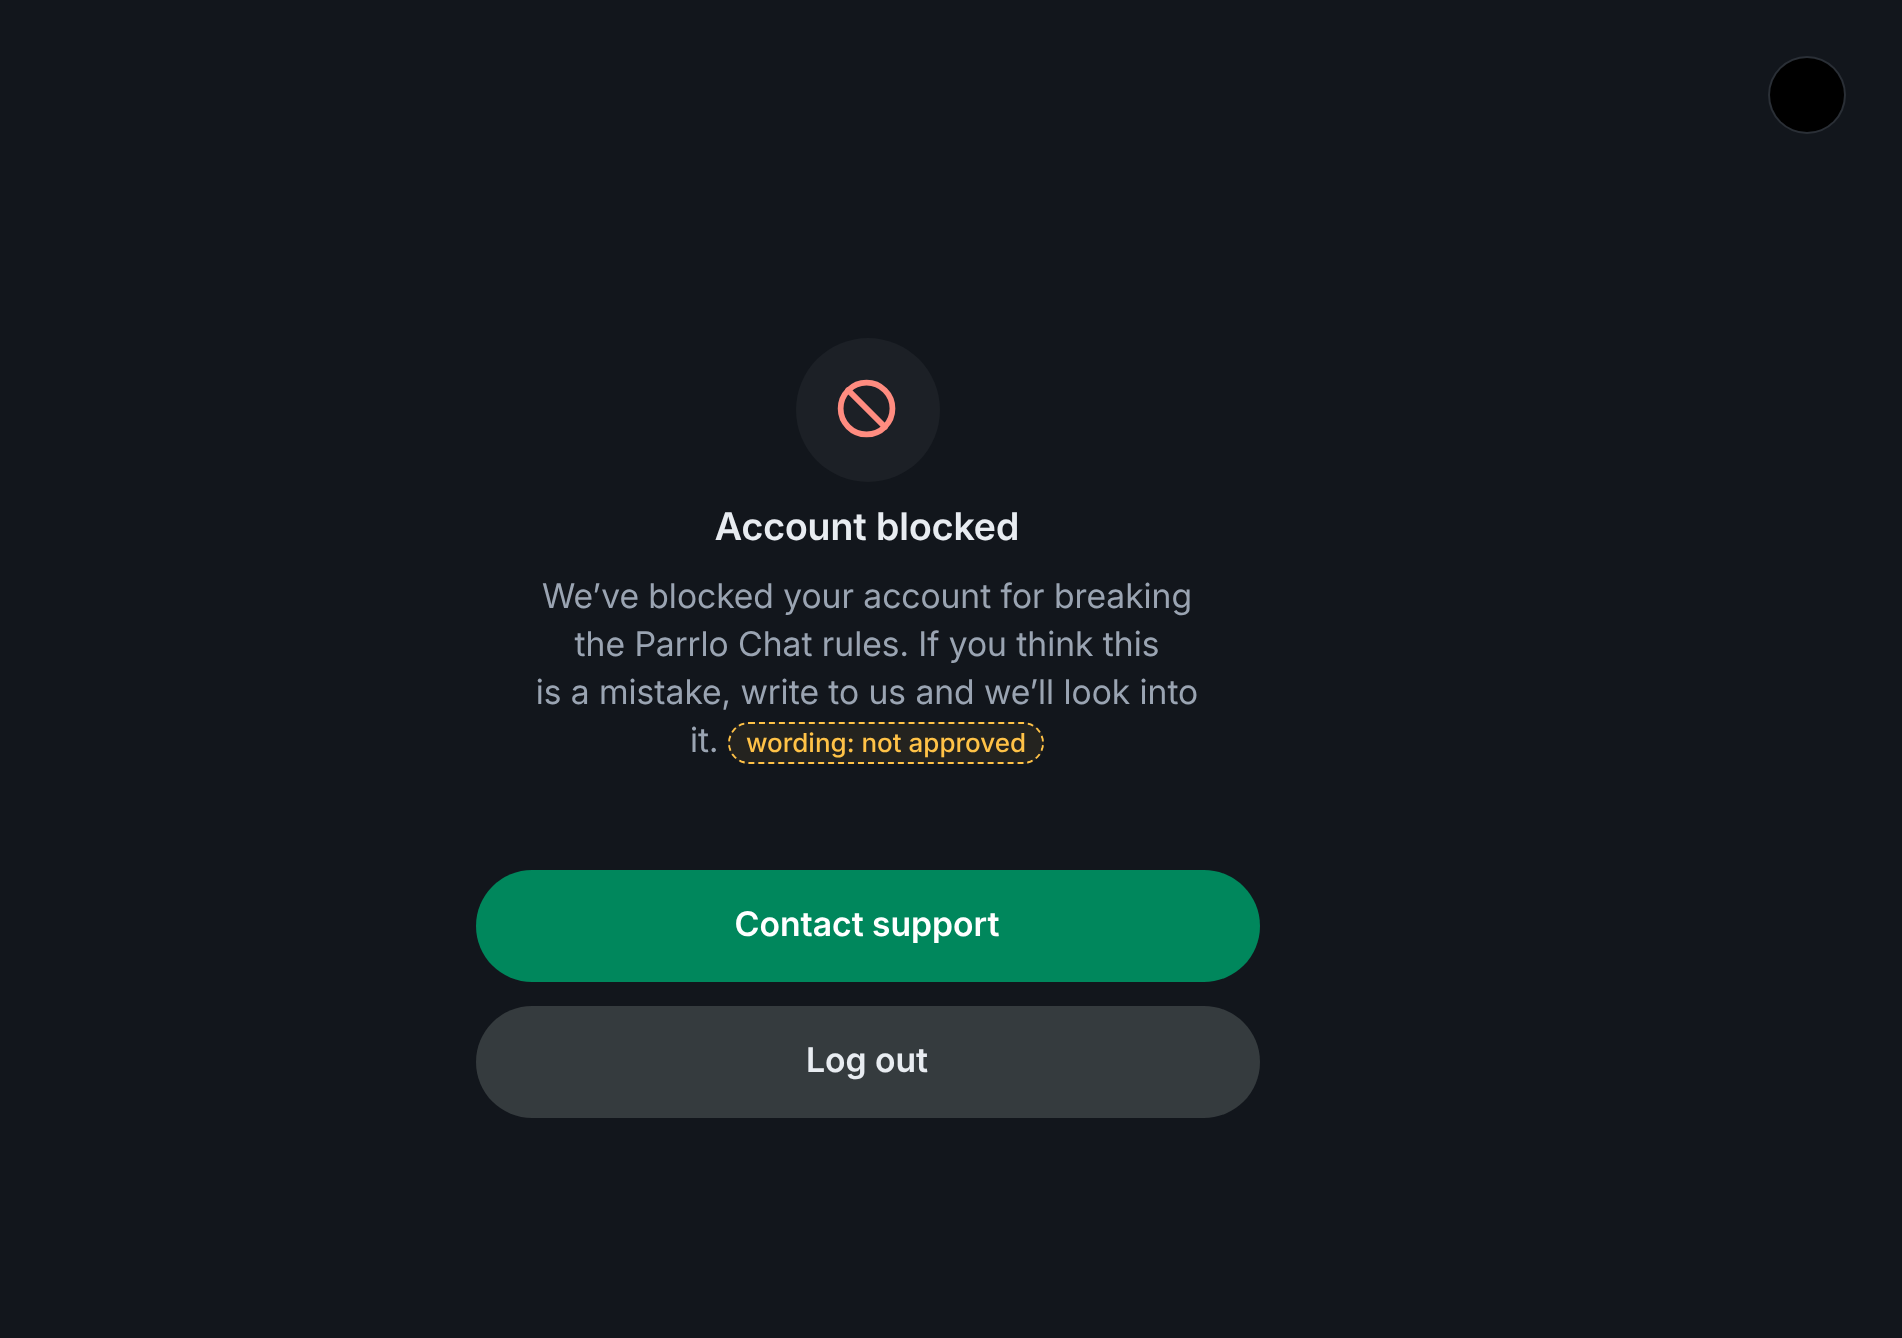 Account blocked
We’ve blocked your account for breaking
the Parrlo Chat rules. If you think this
is a mistake, write to us and we’ll look into
it. wording: not approved
Contact support
Log out